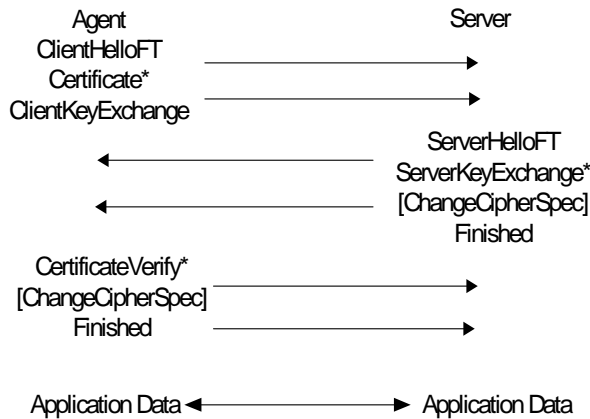 Agent
Server
ClientHelloFT
Certificate*
ClientKeyExchange
ServerHelloFT
ServerKeyExchange*
[ChangeCipherSpec]
Finished
CertificateVerify*
[ChangeCipherSpec]
Finished
Application Data
Application Data